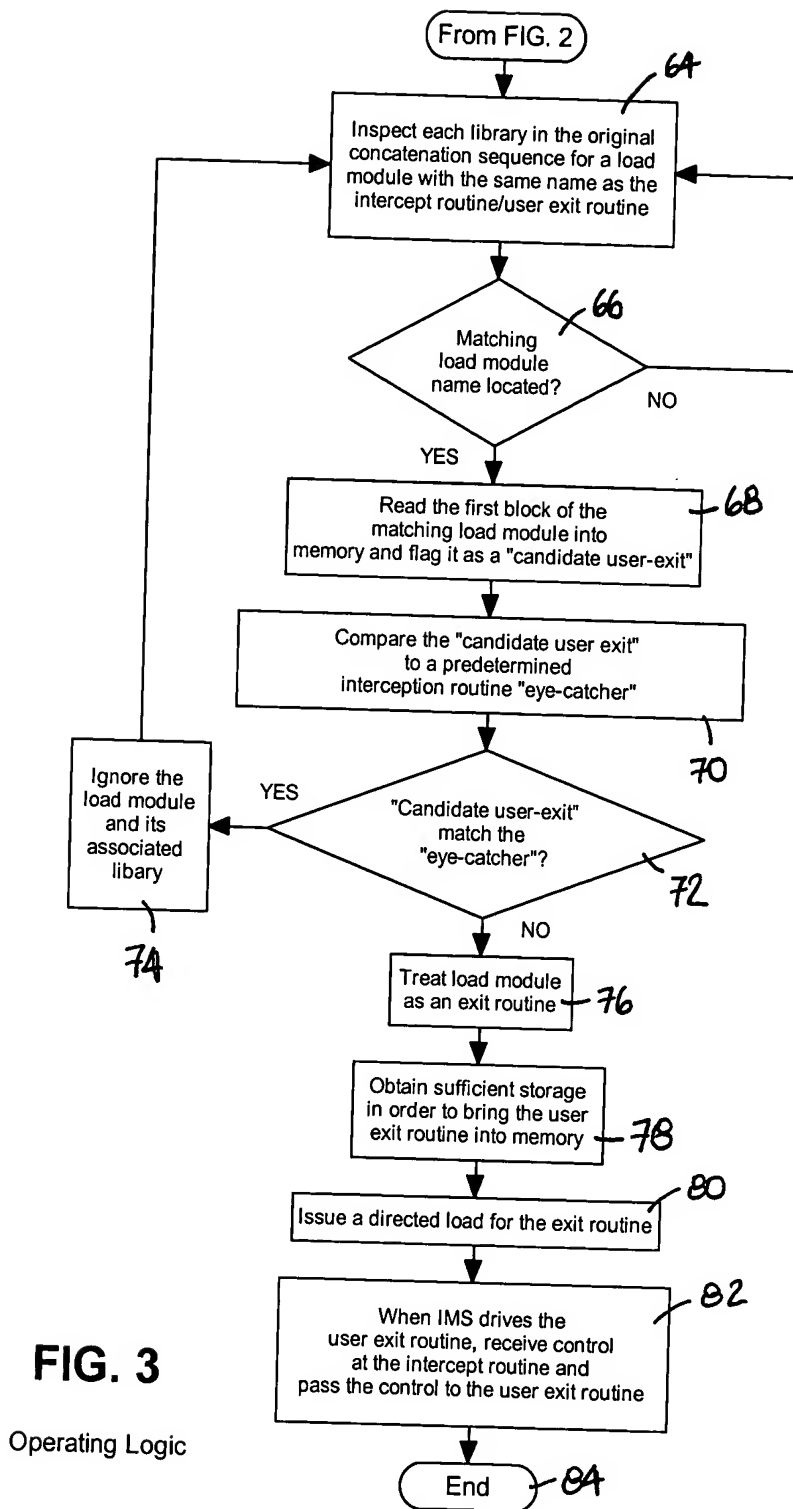 From FIG. 2
64
Inspect each library in the original
concatenation sequence for a load
module with the same name as the
intercept routine/user exit routine
66
Matching
load module
name located?
NO
YES
68
Read the first block of the
matching load module into
memory and flag it as a "candidate user-exit"
Compare the "candidate user exit"
to a predetermined
interception routine "eye-catcher"
70
Ignore the
load module
and its
associated
libary
74
YES
"Candidate user-exit"
match the
"eye-catcher"?
72
NO
Treat load module
as an exit routine
76
Obtain sufficient storage
in order to bring the user
exit routine into memory
78
80
Issue a directed load for the exit routine
82
When IMS drives the
user exit routine, receive control
at the intercept routine and
pass the control to the user exit routine
FIG. 3
Operating Logic
End
84